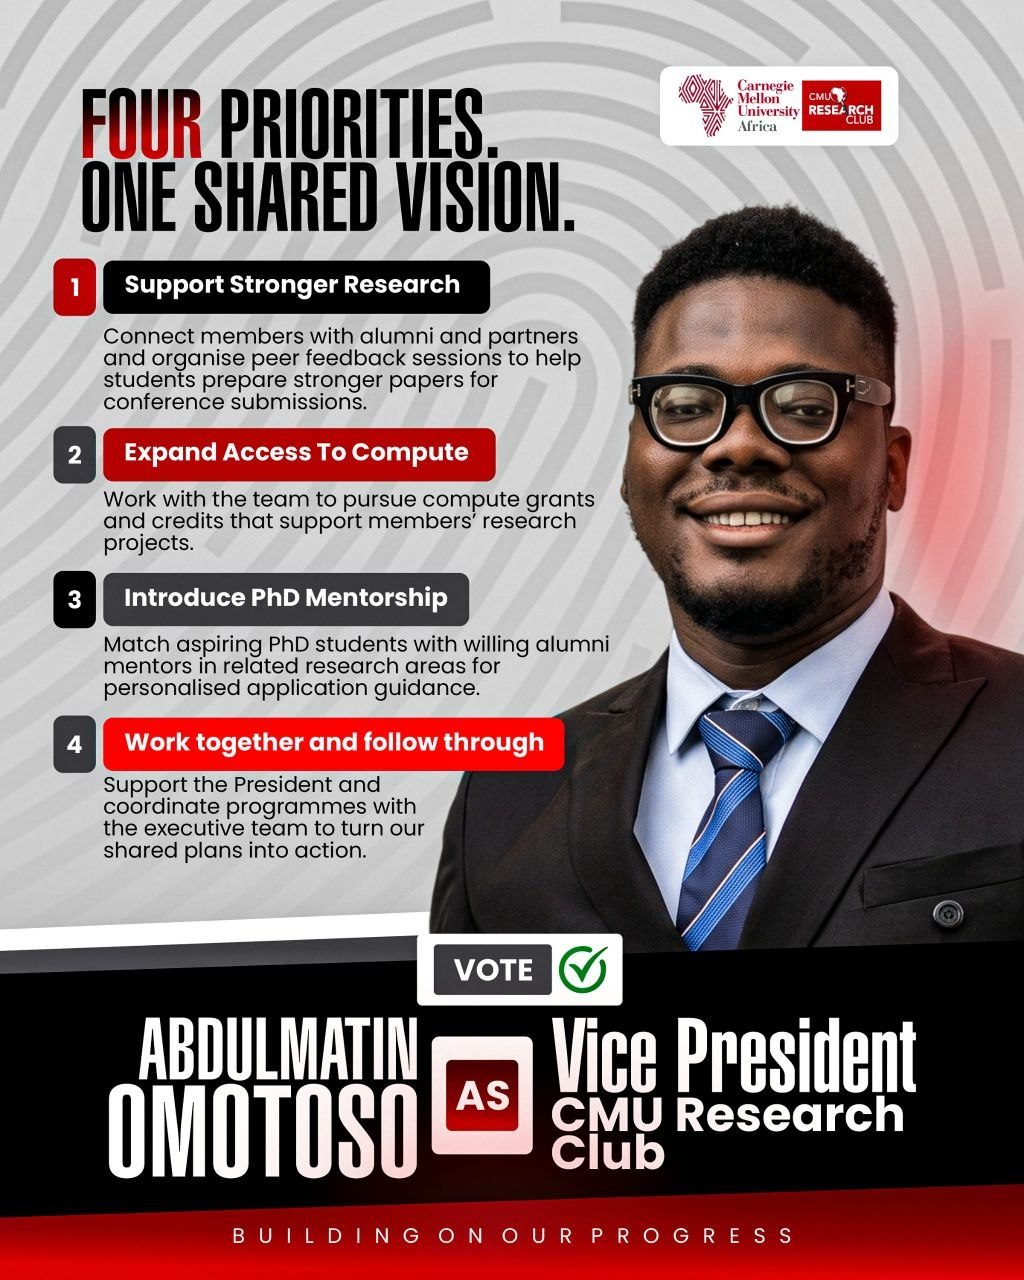 FOUR PRIORITIES.
ONE SHARED VISION.
Carnegie
Mellon
University
Africa
CMU
RESEARCH
CLUB
1
Support Stronger Research
Connect members with alumni and partners
and organise peer feedback sessions to help
students prepare stronger papers for
conference submissions.
2
Expand Access To Compute
Work with the team to pursue compute grants
and credits that support members’ research
projects.
3
Introduce PhD Mentorship
Match aspiring PhD students with willing alumni
mentors in related research areas for
personalised application guidance.
4
Work together and follow through
Support the President and
coordinate programmes with
the executive team to turn our
shared plans into action.
VOTE
ABDULMATIN
OMOTOSO
AS
Vice President
CMU Research
Club
BUILDING ON OUR PROGRESS